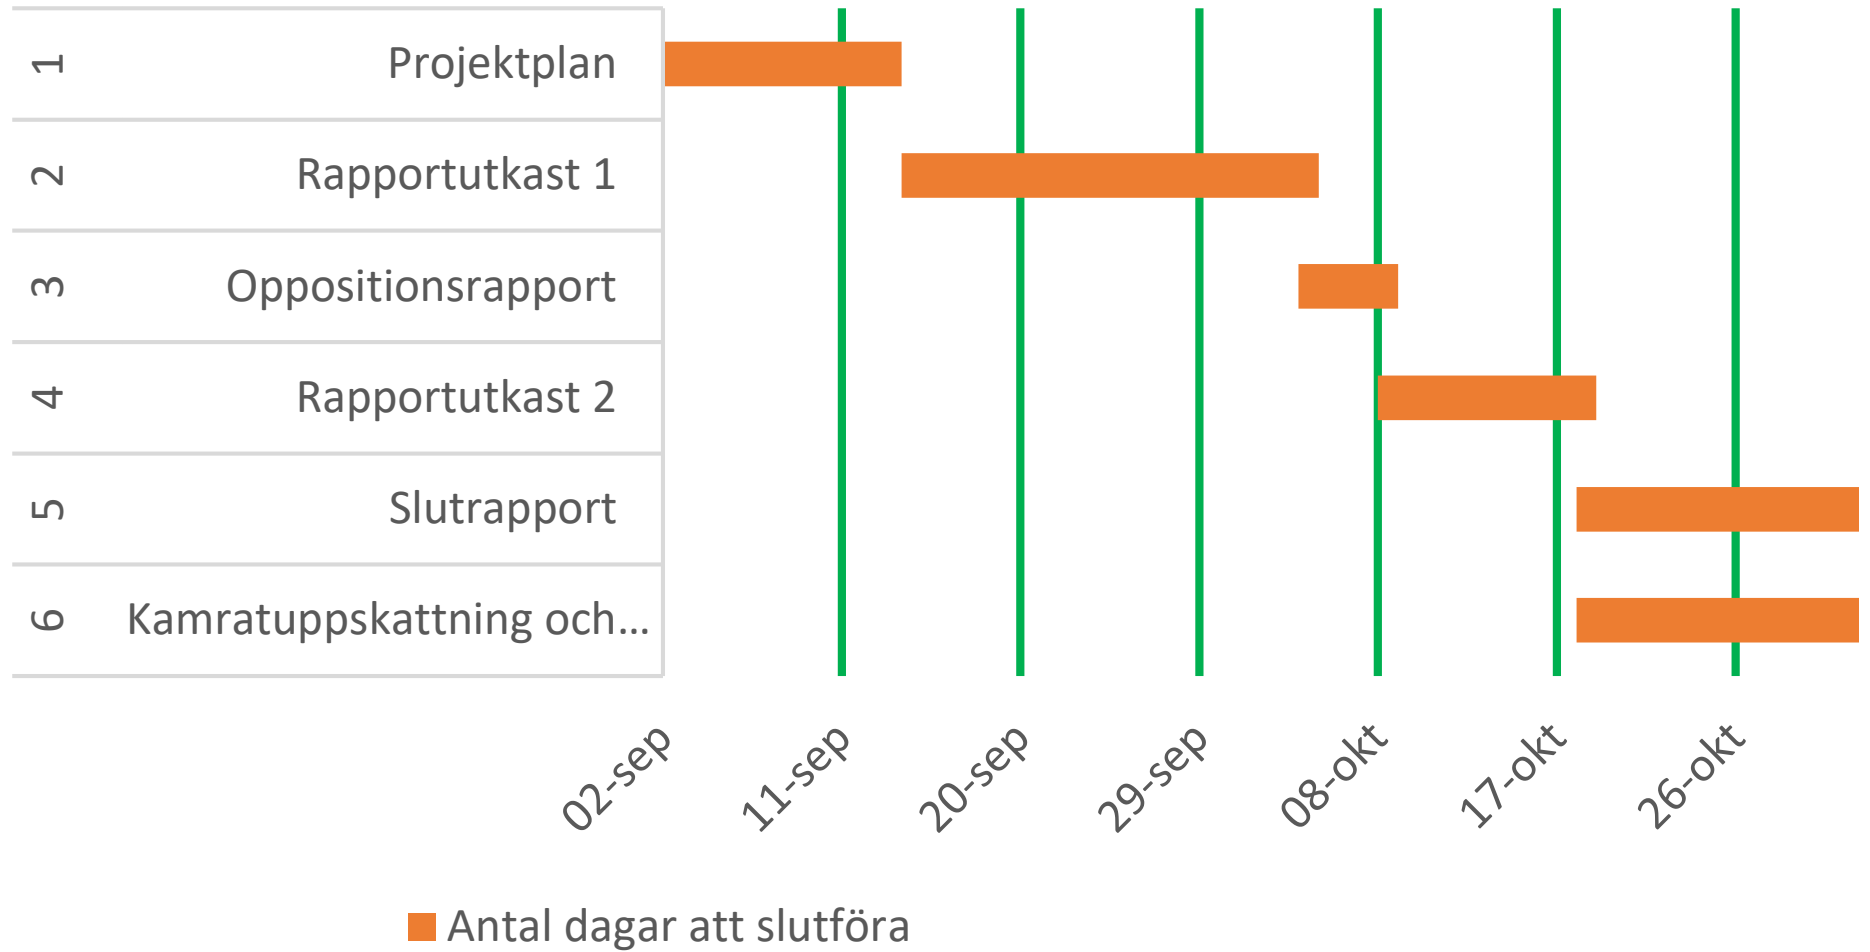 1 Projektplan
2 Rapportutkast 1
3 Oppositionsrapport
4 Rapportutkast 2
5 Slutrapport
6 Kamratuppskattning och...
02-sep 11-sep 20-sep 29-sep 08-okt 17-okt 26-okt
Antal dagar att slutföra